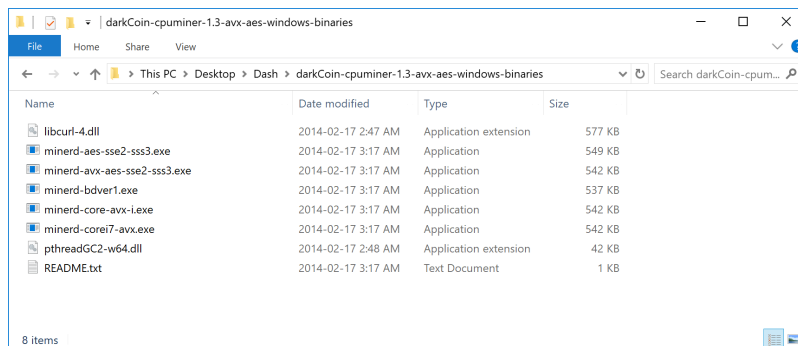 darkCoin-cpuminer-1.3-avx-aes-windows-binaries
File Home Share View
This PC Desktop Dash darkCoin-cpuminer-1.3-avx-aes-windows-binaries Search darkCoin-cpum...
Name Date modified Type Size
libcurl-4.dll 2014-02-17 2:47 AM Application extension 577 KB
minerd-aes-sse2-sss3.exe 2014-02-17 3:17 AM Application 549 KB
minerd-avx-aes-sse2-sss3.exe 2014-02-17 3:17 AM Application 542 KB
minerd-bdver1.exe 2014-02-17 3:17 AM Application 537 KB
minerd-core-avx-i.exe 2014-02-17 3:17 AM Application 542 KB
minerd-corei7-avx.exe 2014-02-17 3:17 AM Application 542 KB
pthreadGC2-w64.dll 2014-02-17 2:48 AM Application extension 42 KB
README.txt 2014-02-17 3:17 AM Text Document 1 KB
8 items